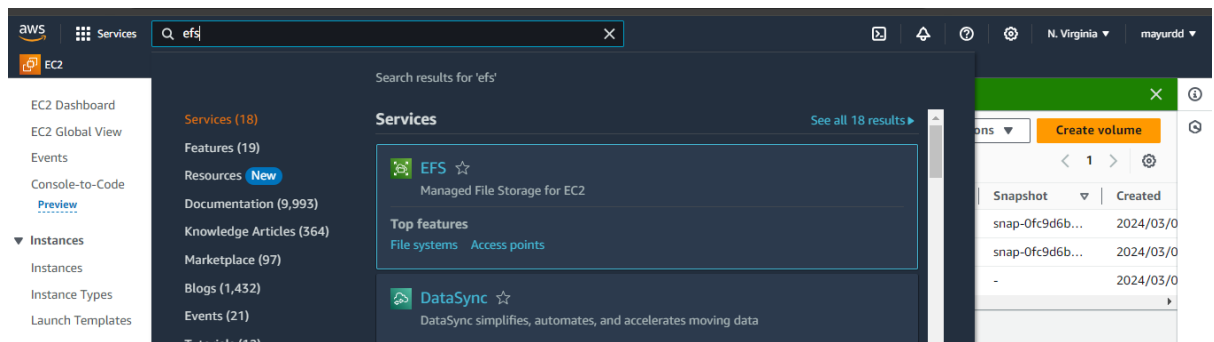 aws Services efs N. Virginia mayurdd
EC2
EC2 Dashboard
EC2 Global View
Events
Console-to-Code
Preview
Instances
Instances
Instance Types
Launch Templates
Search results for 'efs'
Services (18)
Features (19)
Resources New
Documentation (9,993)
Knowledge Articles (364)
Marketplace (97)
Blogs (1,432)
Events (21)
Services See all 18 results
EFS
Managed File Storage for EC2
Top features
File systems Access points
DataSync
DataSync simplifies, automates, and accelerates moving data
ons Create volume
1
Snapshot Created
snap-0fc9d6b... 2024/03/0
snap-0fc9d6b... 2024/03/0
- 2024/03/0